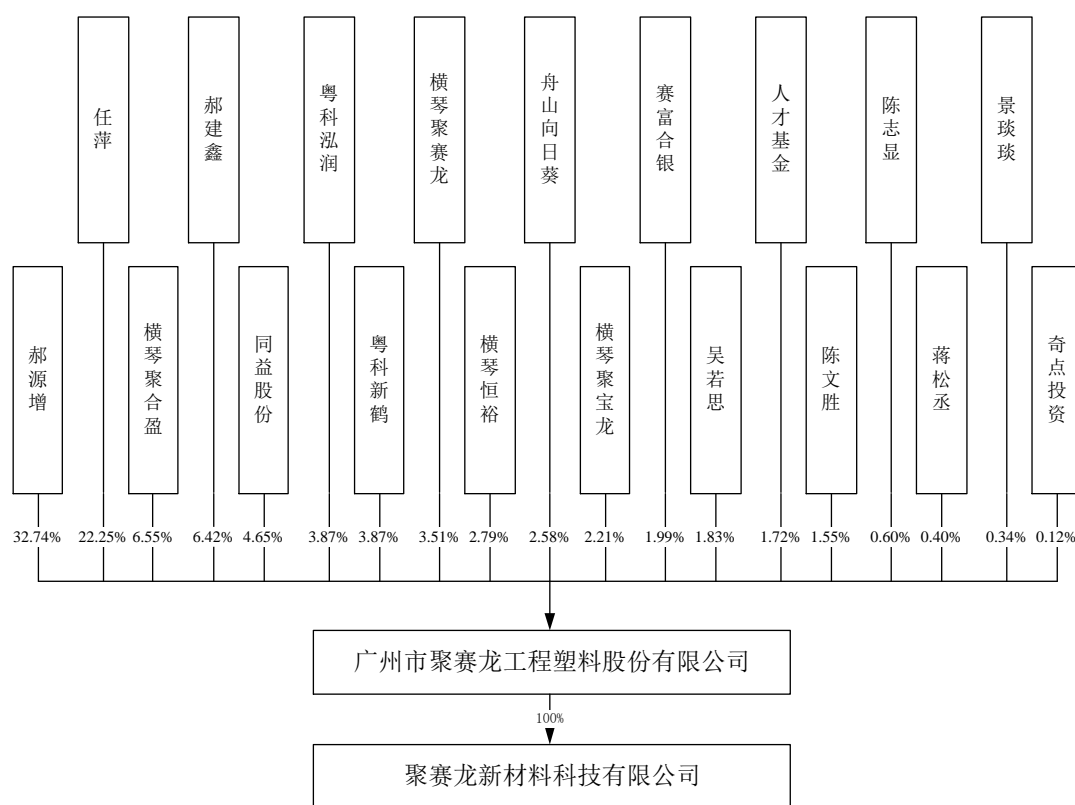 任萍
郝建鑫
粤科泓润
横琴聚赛龙
舟山向日葵
赛富合银
人才基金
陈志显
景琰琰
郝源增
横琴聚合盈
同益股份
粤科新鹤
横琴恒裕
横琴聚宝龙
吴若思
陈文胜
蒋松丞
奇点投资
32.74% 22.25% 6.55% 6.42% 4.65% 3.87% 3.87% 3.51% 2.79% 2.58% 2.21% 1.99% 1.83% 1.72% 1.55% 0.60% 0.40% 0.34% 0.12%
广州市聚赛龙工程塑料股份有限公司
100%
聚赛龙新材料科技有限公司